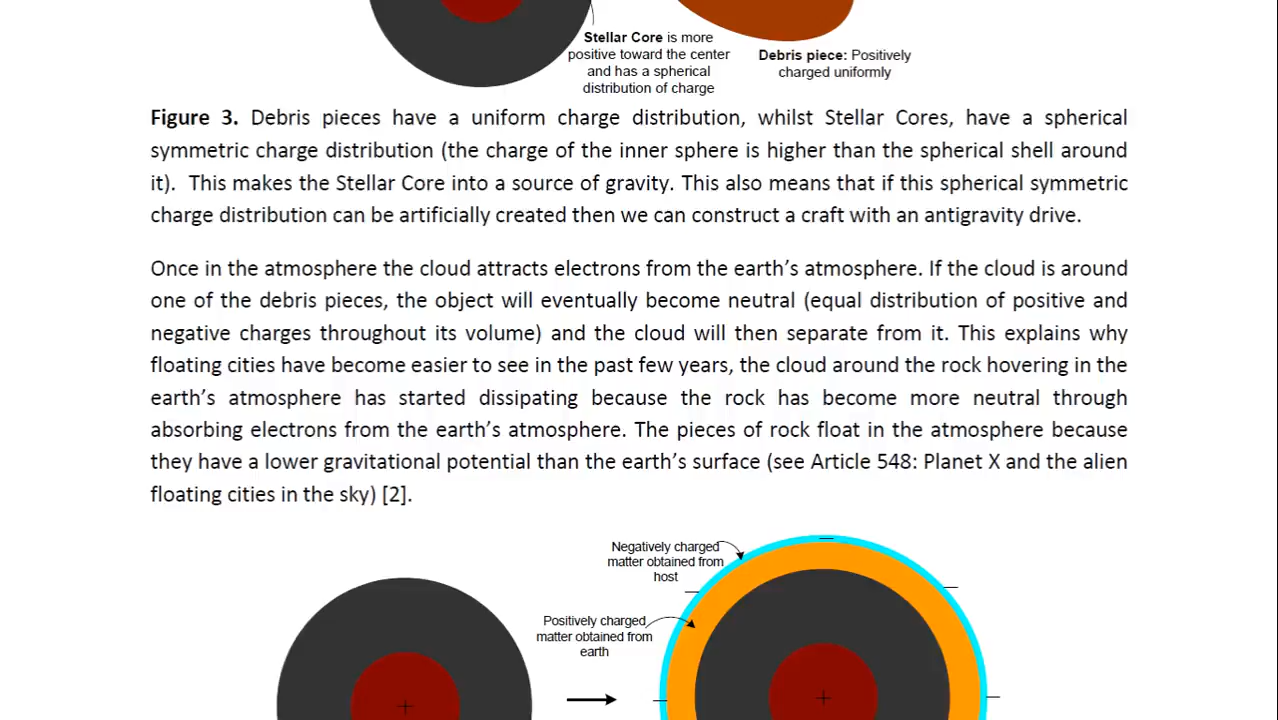 Stellar Core is more
positive toward the center
and has a spherical
distribution of charge
Debris piece: Positively
charged uniformly
Figure 3. Debris pieces have a uniform charge distribution, whilst Stellar Cores, have a spherical
symmetric charge distribution (the charge of the inner sphere is higher than the spherical shell around
it). This makes the Stellar Core into a source of gravity. This also means that if this spherical symmetric
charge distribution can be artificially created then we can construct a craft with an antigravity drive.
Once in the atmosphere the cloud attracts electrons from the earth’s atmosphere. If the cloud is around
one of the debris pieces, the object will eventually become neutral (equal distribution of positive and
negative charges throughout its volume) and the cloud will then separate from it. This explains why
floating cities have become easier to see in the past few years, the cloud around the rock hovering in the
earth’s atmosphere has started dissipating because the rock has become more neutral through
absorbing electrons from the earth’s atmosphere. The pieces of rock float in the atmosphere because
they have a lower gravitational potential than the earth’s surface (see Article 548: Planet X and the alien
floating cities in the sky) [2].
Negatively charged
matter obtained from
host
Positively charged
matter obtained from
earth